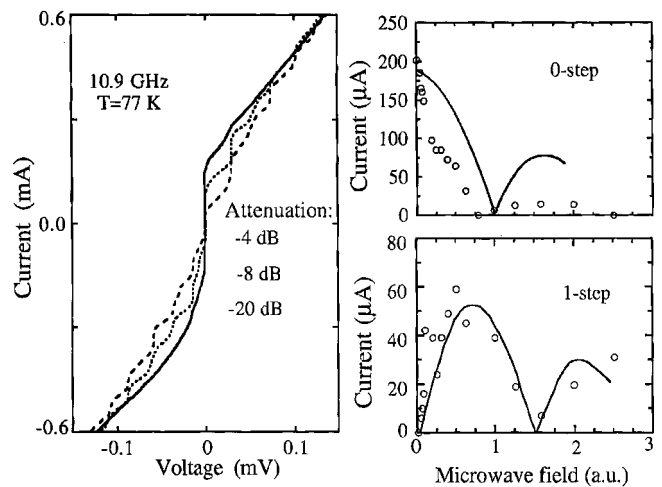 0.6
0.0
-0.6
Current (mA)
10.9 GHz
T=77 K
Attenuation:
-4 dB
-8 dB
-20 dB
-0.1
0
0.1
Voltage (mV)
250
200
150
100
50
0
Current (μA)
0-step
80
60
40
20
0
Current (μA)
1-step
0
1
2
3
Microwave field (a.u.)